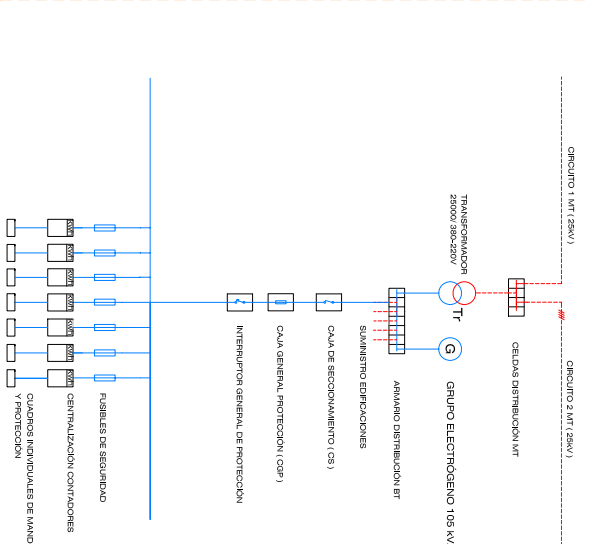 CIRCUITO 1 MT ( 25kV )
CIRCUITO 2 MT ( 25kV )
CELDAS DISTRIBUCIÓN MT
TRANSFORMADOR
25000/ 380-220V
Tr
G
GRUPO ELECTRÓGENO 105 kV
ARMARIO DISTRIBUCIÓN BT
SUMINISTRO EDIFICACIONES
CAJA DE SECCIONAMIENTO ( CS )
CAJA GENERAL PROTECCIÓN ( CGP )
INTERRUPTOR GENERAL DE PROTECCIÓN
FUSIBLES DE SEGURIDAD
CENTRALIZACIÓN CONTADORES
CUADROS INDIVIDUALES DE MAND
Y PROTECCIÓN